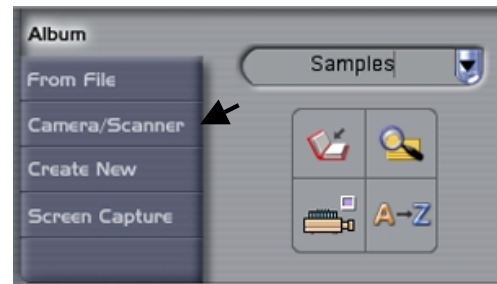 Album
From File
Samples
Camera/Scanner
Create New
A→Z
Screen Capture